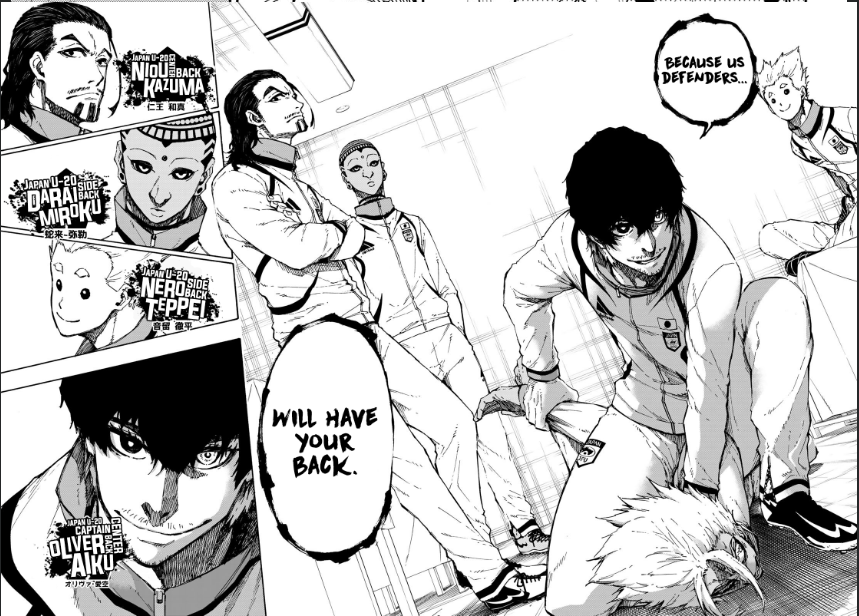 BECAUSE US
DEFENDERS...
WILL HAVE
YOUR
BACK.
JAPAN U-20
CENTER
BACK
NIOU
KAZUMA
仁王 和真
JAPAN U-20
SIDE
BACK
DARAI
MIROKU
蛇来・弥勒
JAPAN U-20
SIDE
BACK
NERO
TEPPEI
音留 徹平
JAPAN U-20
CAPTAIN
CENTER
BACK
OLIVER
AIKU
オリヴァ・愛空
JAPAN